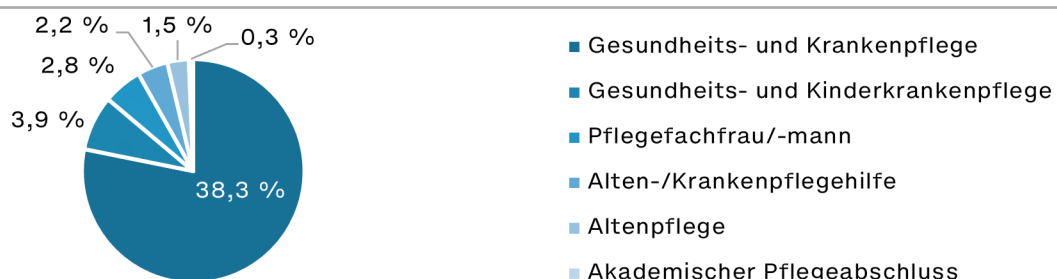 2,2 %
1,5 %
0,3 %
2,8 %
3,9 %
38,3 %
Gesundheits- und Krankenpflege
Gesundheits- und Kinderkrankenpflege
Pflegefachfrau/-mann
Alten-/Krankenpflegehilfe
Altenpflege
Akademischer Pflegeabschluss